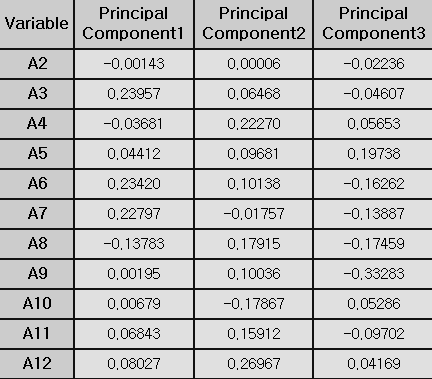 Variable Principal Component1 Principal Component2 Principal Component3
A2 -0.00143 0.00006 -0.02236
A3 0.23957 0.06468 -0.04607
A4 -0.03681 0.22270 0.05653
A5 0.04412 0.09681 0.19738
A6 0.23420 0.10138 -0.16262
A7 0.22797 -0.01757 -0.13887
A8 -0.13783 0.17915 -0.17459
A9 0.00195 0.10036 -0.33283
A10 0.00679 -0.17867 0.05286
A11 0.06843 0.15912 -0.09702
A12 0.08027 0.26967 0.04169